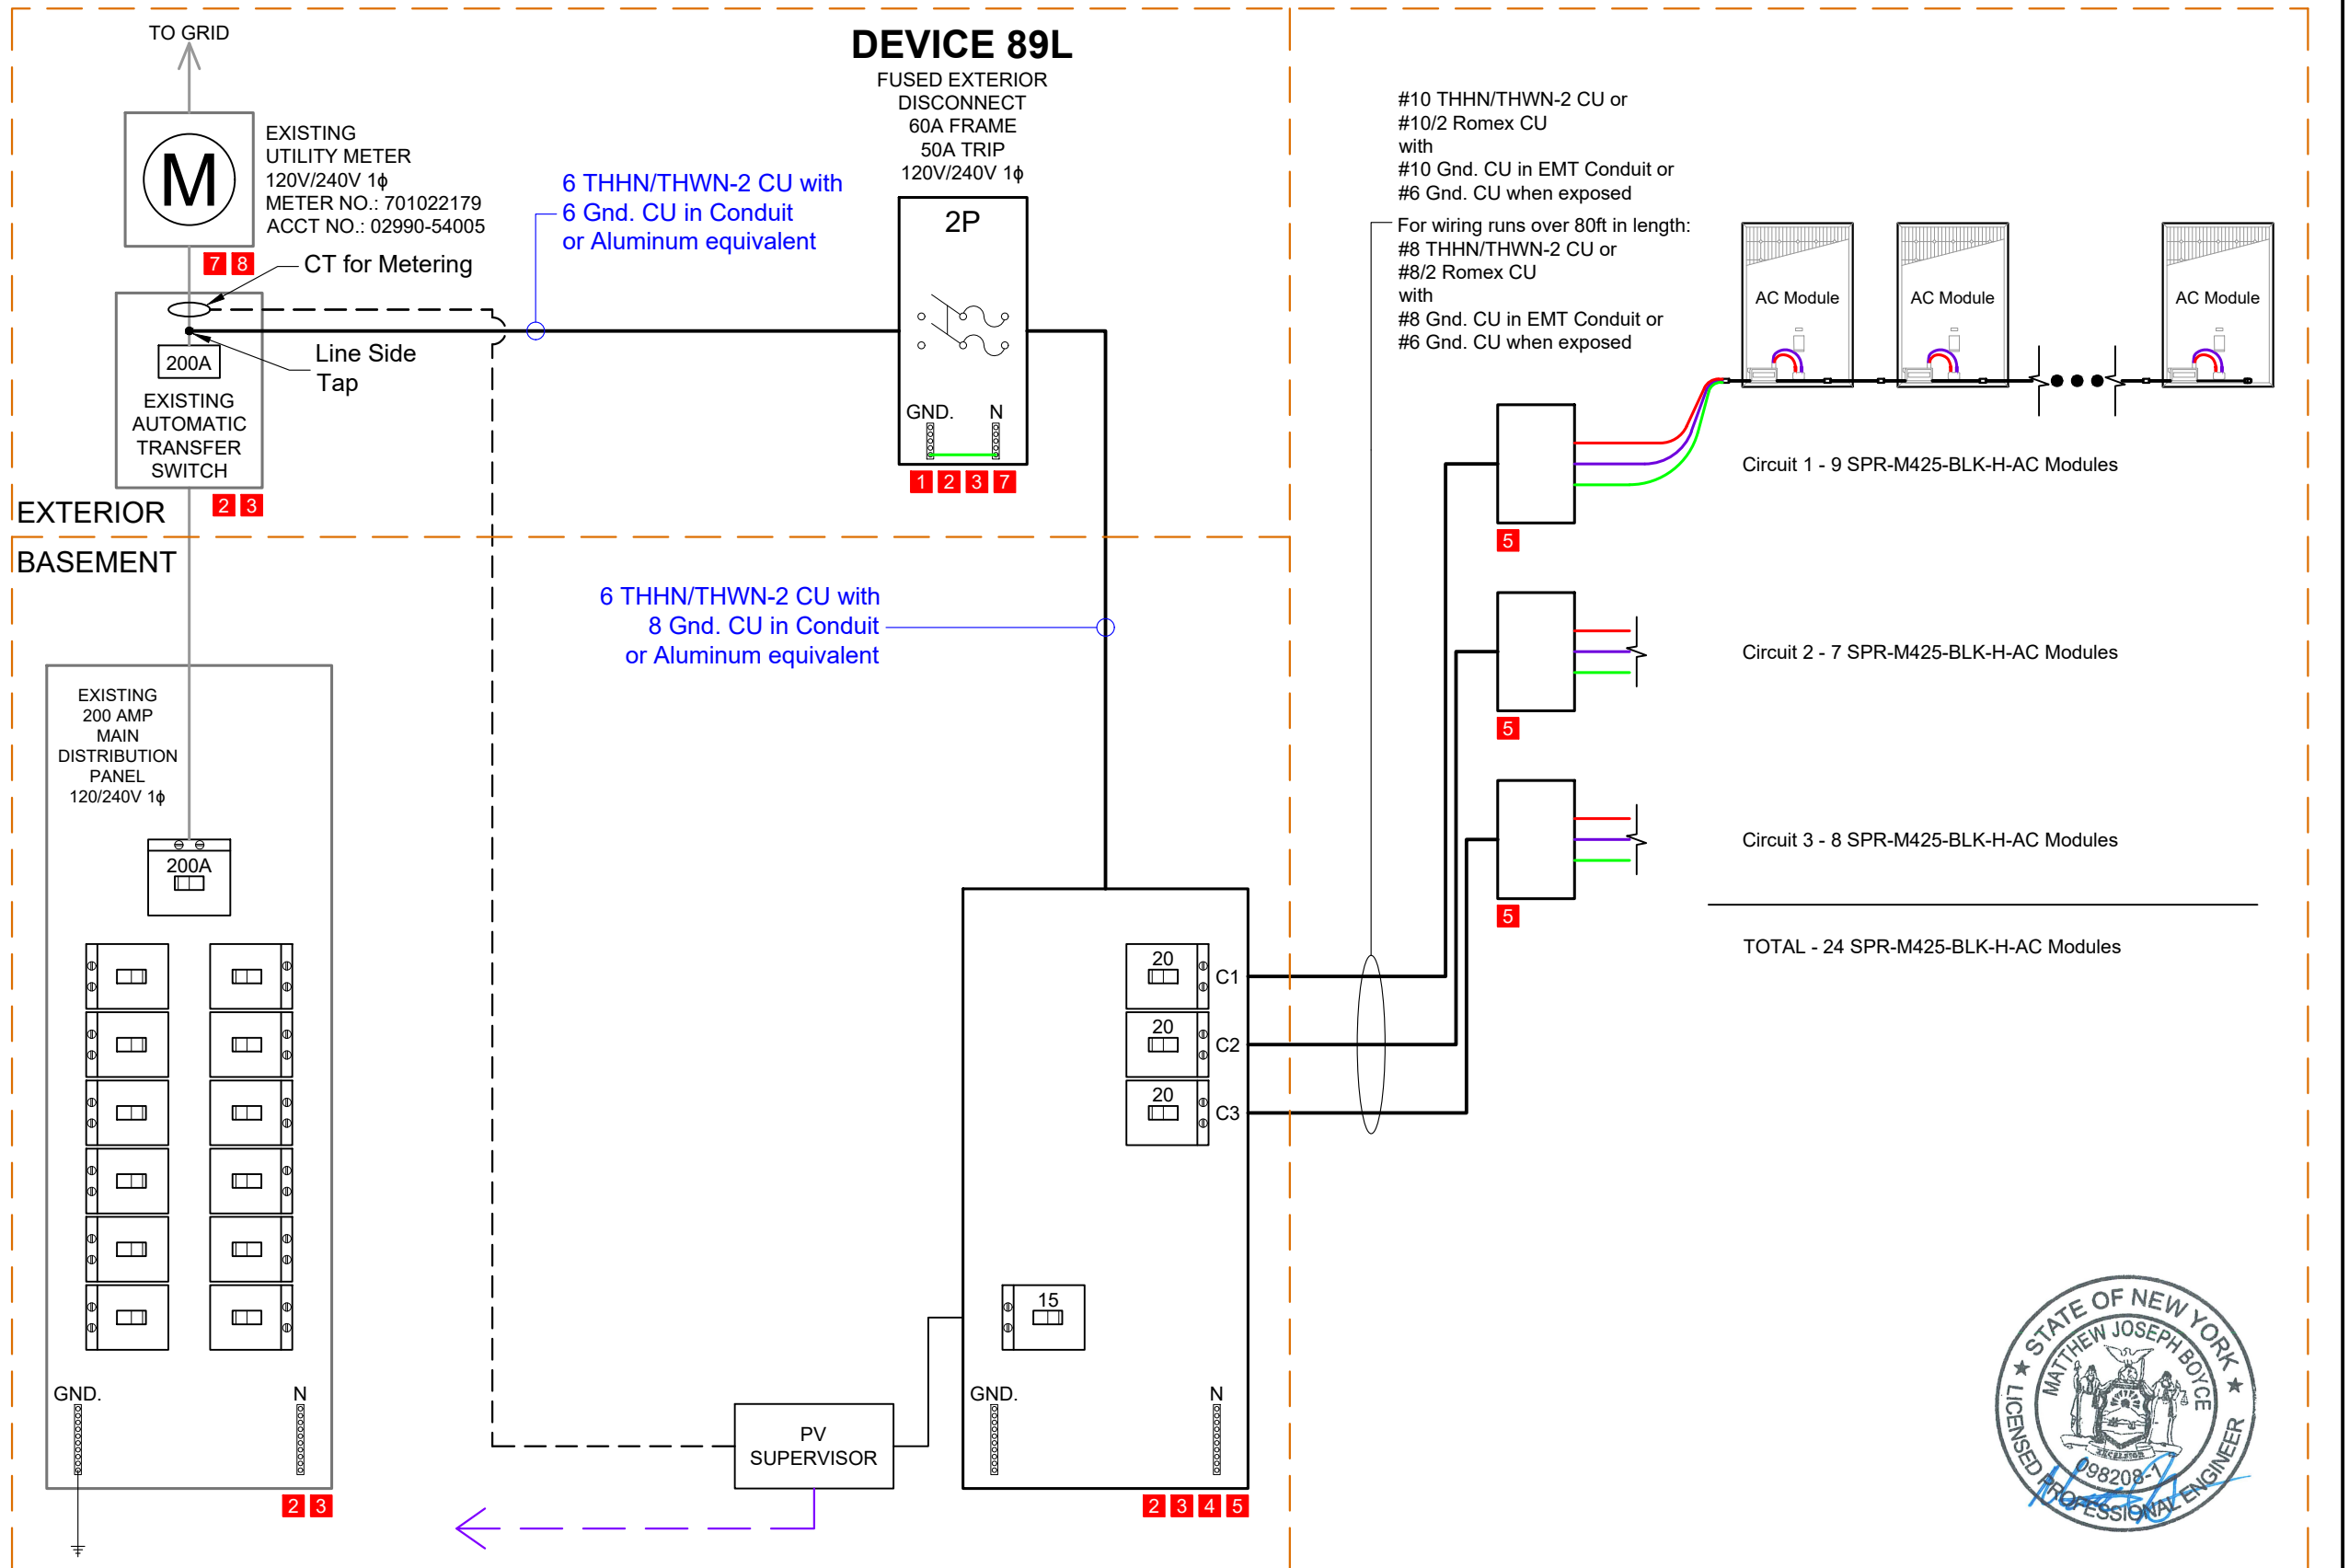 TO GRID
M
EXISTING
UTILITY METER
120V/240V 1ϕ
METER NO.: 701022179
ACCT NO.: 02990-54005
7 8
CT for Metering
200A
Line Side
Tap
EXISTING
AUTOMATIC
TRANSFER
SWITCH
2 3
EXTERIOR
6 THHN/THWN-2 CU with
6 Gnd. CU in Conduit
or Aluminum equivalent
DEVICE 89L
FUSED EXTERIOR
DISCONNECT
60A FRAME
50A TRIP
120V/240V 1ϕ
2P
GND. N
1 2 3 7
BASEMENT
6 THHN/THWN-2 CU with
8 Gnd. CU in Conduit
or Aluminum equivalent
EXISTING
200 AMP
MAIN
DISTRIBUTION
PANEL
120/240V 1ϕ
200A
GND. N
2 3
PV
SUPERVISOR
20 C1
20 C2
20 C3
15
GND. N
2 3 4 5
#10 THHN/THWN-2 CU or
#10/2 Romex CU
with
#10 Gnd. CU in EMT Conduit or
#6 Gnd. CU when exposed
For wiring runs over 80ft in length:
#8 THHN/THWN-2 CU or
#8/2 Romex CU
with
#8 Gnd. CU in EMT Conduit or
#6 Gnd. CU when exposed
AC Module AC Module AC Module
Circuit 1 - 9 SPR-M425-BLK-H-AC Modules
5
Circuit 2 - 7 SPR-M425-BLK-H-AC Modules
5
Circuit 3 - 8 SPR-M425-BLK-H-AC Modules
5
TOTAL - 24 SPR-M425-BLK-H-AC Modules
★ STATE OF NEW YORK ★
MATTHEW JOSEPH BOYCE
EXCELSIOR
098208-1
LICENSED PROFESSIONAL ENGINEER